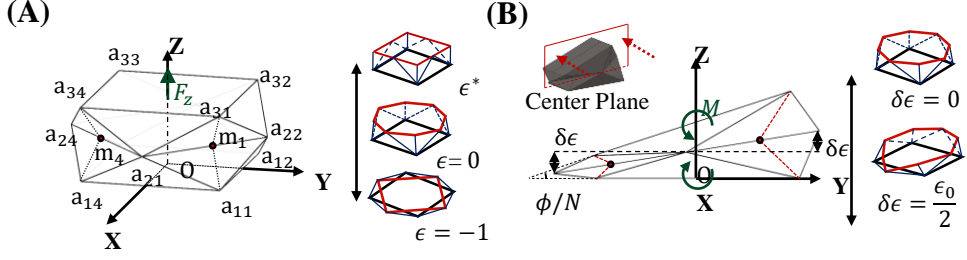 (A)
Z
a₃₃
a₃₂
a₃₄
F_z
a₃₁
a₂₄
a₂₂
m₄
m₁
a₁₂
O
a₂₁
a₁₄
a₁₁
Y
X
ϵ*
ϵ= 0
ϵ = −1
(B)
Center Plane
Z
M
δϵ
δϵ
O
ϕ/N
X
Y
δϵ = 0
δϵ = ϵ₀/2